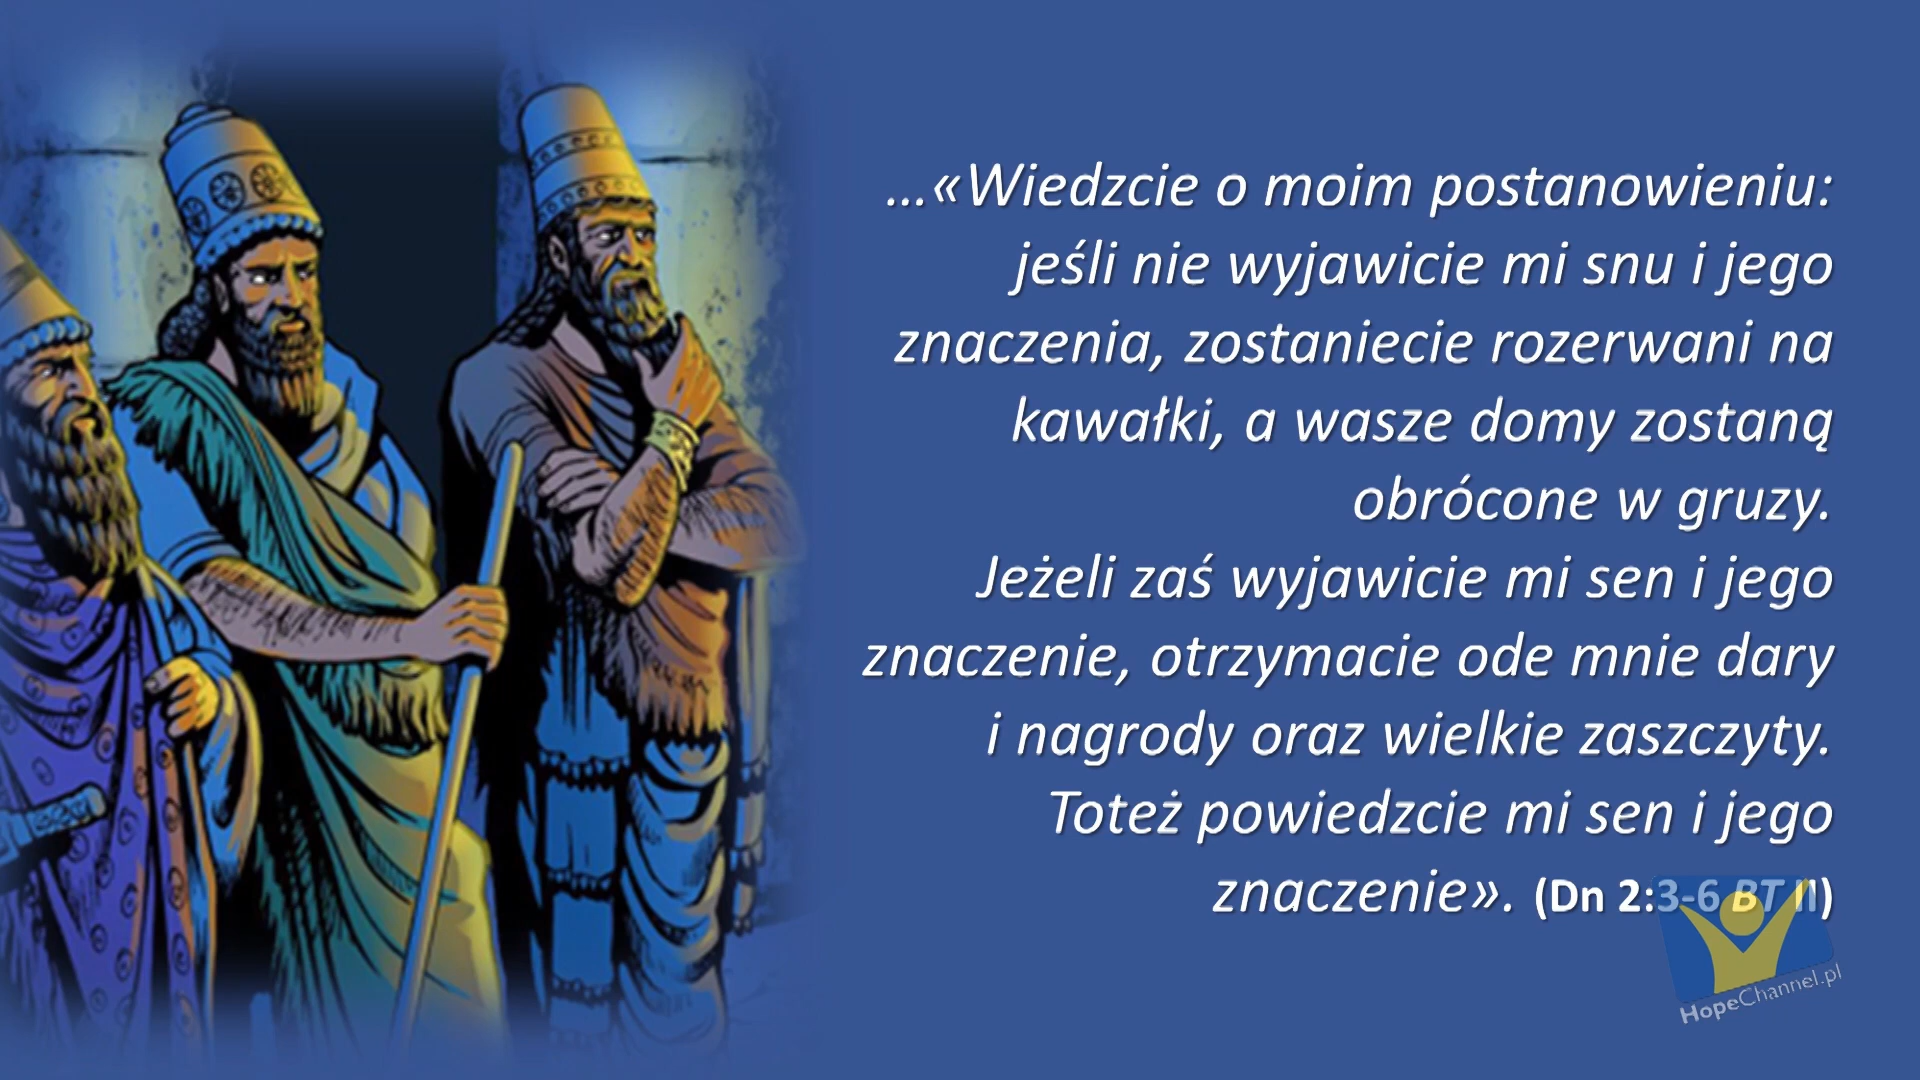 …«Wiedzcie o moim postanowieniu:
jeśli nie wyjawicie mi snu i jego
znaczenia, zostaniecie rozerwani na
kawałki, a wasze domy zostaną
obrócone w gruzy.
Jeżeli zaś wyjawicie mi sen i jego
znaczenie, otrzymacie ode mnie dary
i nagrody oraz wielkie zaszczyty.
Toteż powiedzcie mi sen i jego
znaczenie». (Dn 2:3-6 BT II)
HopeChannel.pl